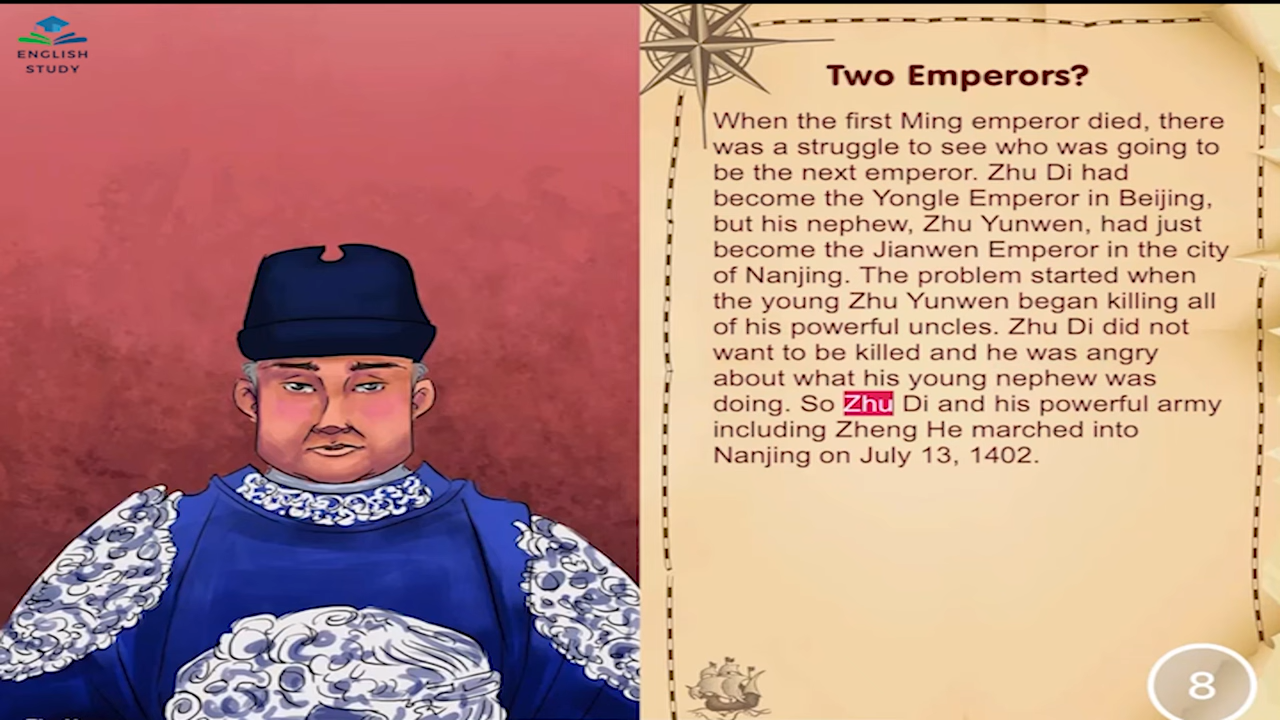 ENGLISH
STUDY
Two Emperors?
When the first Ming emperor died, there
was a struggle to see who was going to
be the next emperor. Zhu Di had
become the Yongle Emperor in Beijing,
but his nephew, Zhu Yunwen, had just
become the Jianwen Emperor in the city
of Nanjing. The problem started when
the young Zhu Yunwen began killing all
of his powerful uncles. Zhu Di did not
want to be killed and he was angry
about what his young nephew was
doing. So Zhu Di and his powerful army
including Zheng He marched into
Nanjing on July 13, 1402.
8